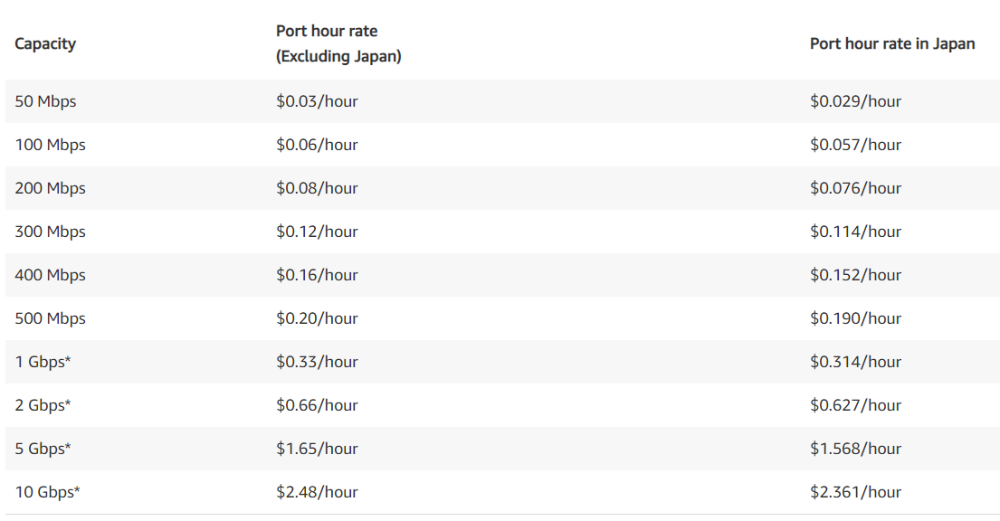 Capacity
Port hour rate
(Excluding Japan)
Port hour rate in Japan
50 Mbps $0.03/hour $0.029/hour
100 Mbps $0.06/hour $0.057/hour
200 Mbps $0.08/hour $0.076/hour
300 Mbps $0.12/hour $0.114/hour
400 Mbps $0.16/hour $0.152/hour
500 Mbps $0.20/hour $0.190/hour
1 Gbps* $0.33/hour $0.314/hour
2 Gbps* $0.66/hour $0.627/hour
5 Gbps* $1.65/hour $1.568/hour
10 Gbps* $2.48/hour $2.361/hour